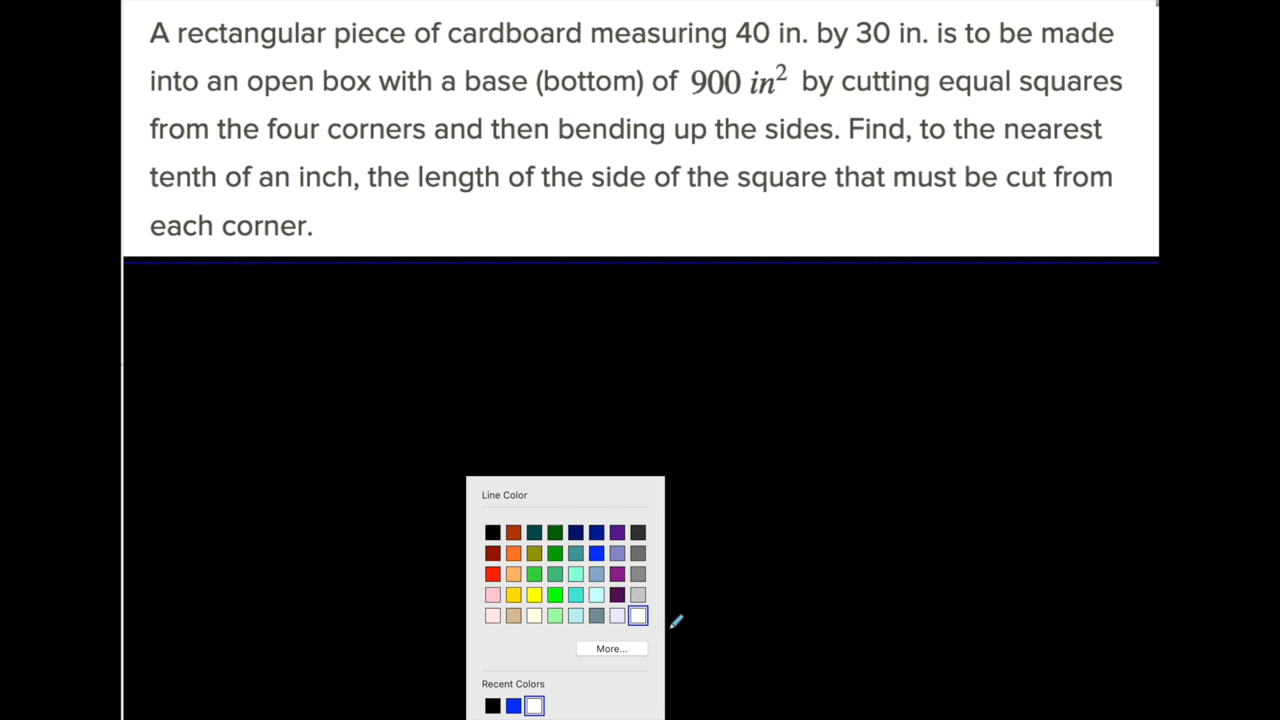 A rectangular piece of cardboard measuring 40 in. by 30 in. is to be made
into an open box with a base (bottom) of 900 in² by cutting equal squares
from the four corners and then bending up the sides. Find, to the nearest
tenth of an inch, the length of the side of the square that must be cut from
each corner.
Line Color
More...
Recent Colors